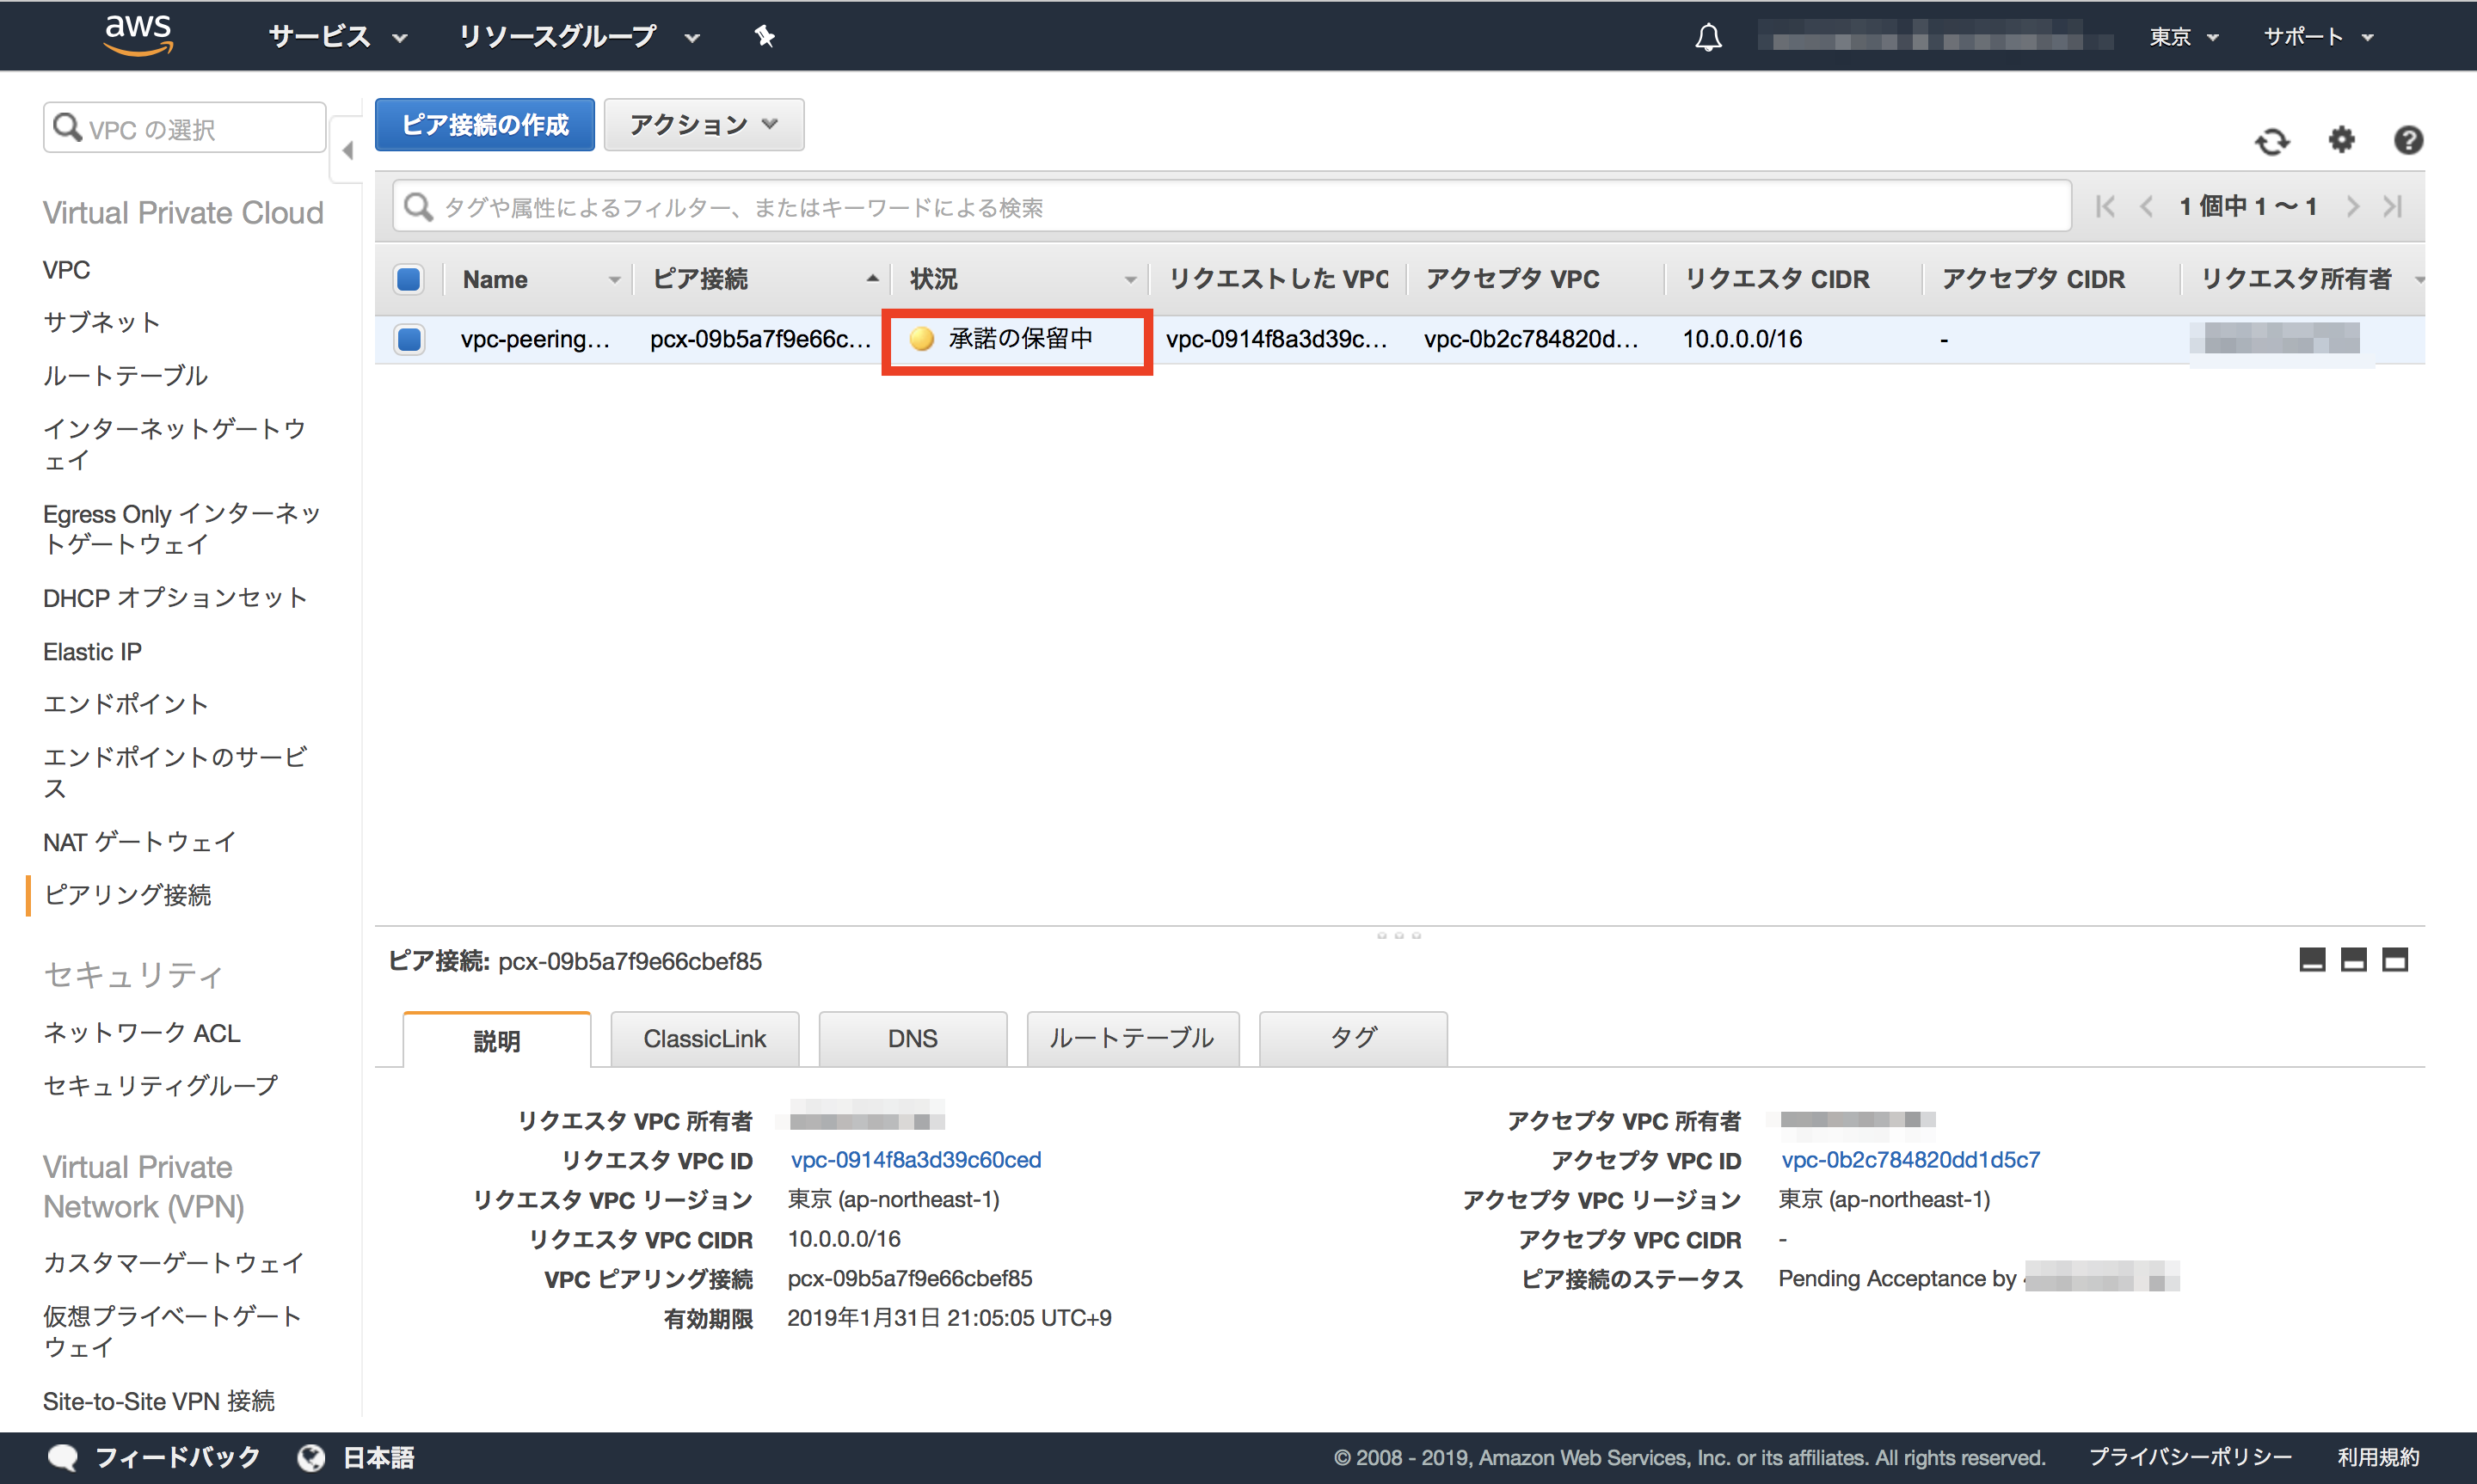 aws サービス リソースグループ 東京 サポート
VPC の選択
ピア接続の作成 アクション
Virtual Private Cloud
VPC
サブネット
ルートテーブル
インターネットゲートウ
ェイ
Egress Only インターネッ
トゲートウェイ
DHCP オプションセット
Elastic IP
エンドポイント
エンドポイントのサービ
ス
NAT ゲートウェイ
ピアリング接続
セキュリティ
ネットワーク ACL
セキュリティグループ
Virtual Private
Network (VPN)
カスタマーゲートウェイ
仮想プライベートゲート
ウェイ
Site-to-Site VPN 接続
タグや属性によるフィルター、またはキーワードによる検索 1 個中 1 〜 1
Name ピア接続 状況 リクエストした VPC アクセプタ VPC リクエスタ CIDR アクセプタ CIDR リクエスタ所有者
vpc-peering... pcx-09b5a7f9e66c... 承諾の保留中 vpc-0914f8a3d39c... vpc-0b2c784820d... 10.0.0.0/16 -
ピア接続: pcx-09b5a7f9e66cbef85
説明 ClassicLink DNS ルートテーブル タグ
リクエスタ VPC 所有者
リクエスタ VPC ID vpc-0914f8a3d39c60ced
リクエスタ VPC リージョン 東京 (ap-northeast-1)
リクエスタ VPC CIDR 10.0.0.0/16
VPC ピアリング接続 pcx-09b5a7f9e66cbef85
有効期限 2019年1月31日 21:05:05 UTC+9
アクセプタ VPC 所有者
アクセプタ VPC ID vpc-0b2c784820dd1d5c7
アクセプタ VPC リージョン 東京 (ap-northeast-1)
アクセプタ VPC CIDR -
ピア接続のステータス Pending Acceptance by
フィードバック 日本語 © 2008 - 2019, Amazon Web Services, Inc. or its affiliates. All rights reserved. プライバシーポリシー 利用規約